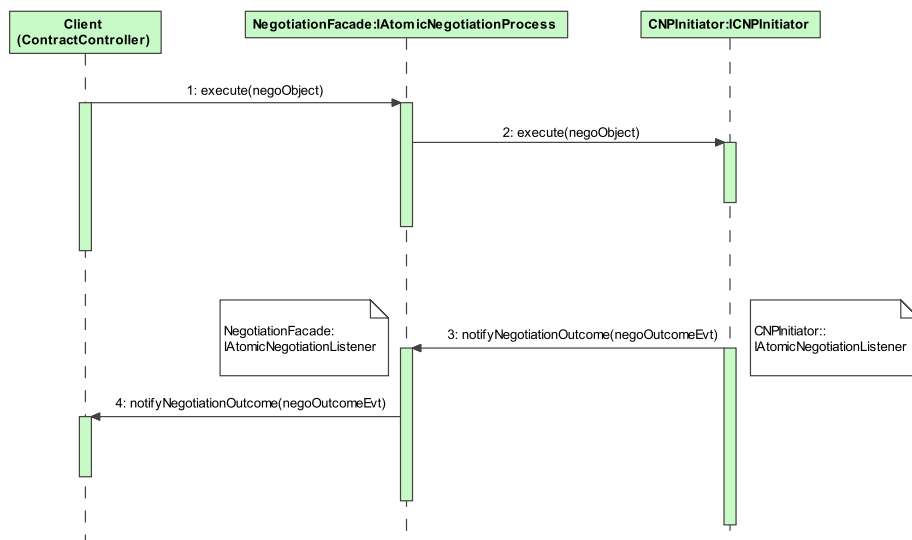 Client
(ContractController)
NegotiationFacade:IAtomicNegotiationProcess
CNPInitiator:ICNPInitiator
1: execute(negoObject)
2: execute(negoObject)
NegotiationFacade:
IAtomicNegotiationListener
3: notifyNegotiationOutcome(negoOutcomeEvt)
CNPInitiator::
IAtomicNegotiationListener
4: notifyNegotiationOutcome(negoOutcomeEvt)